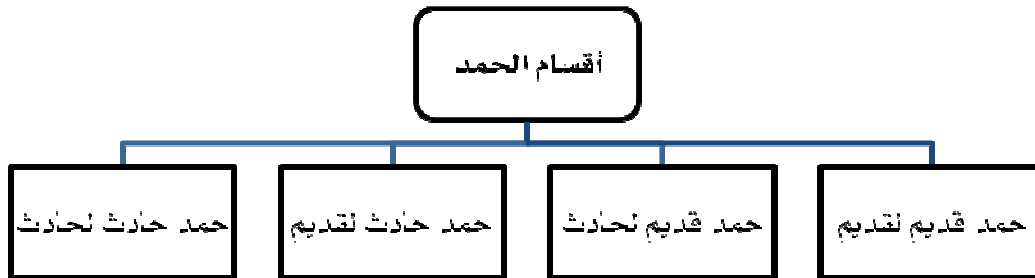 أقسام الحمد
حمد قديم لقديم
حمد قديم لحادث
حمد حادث لقديم
حمد حادث لحادث